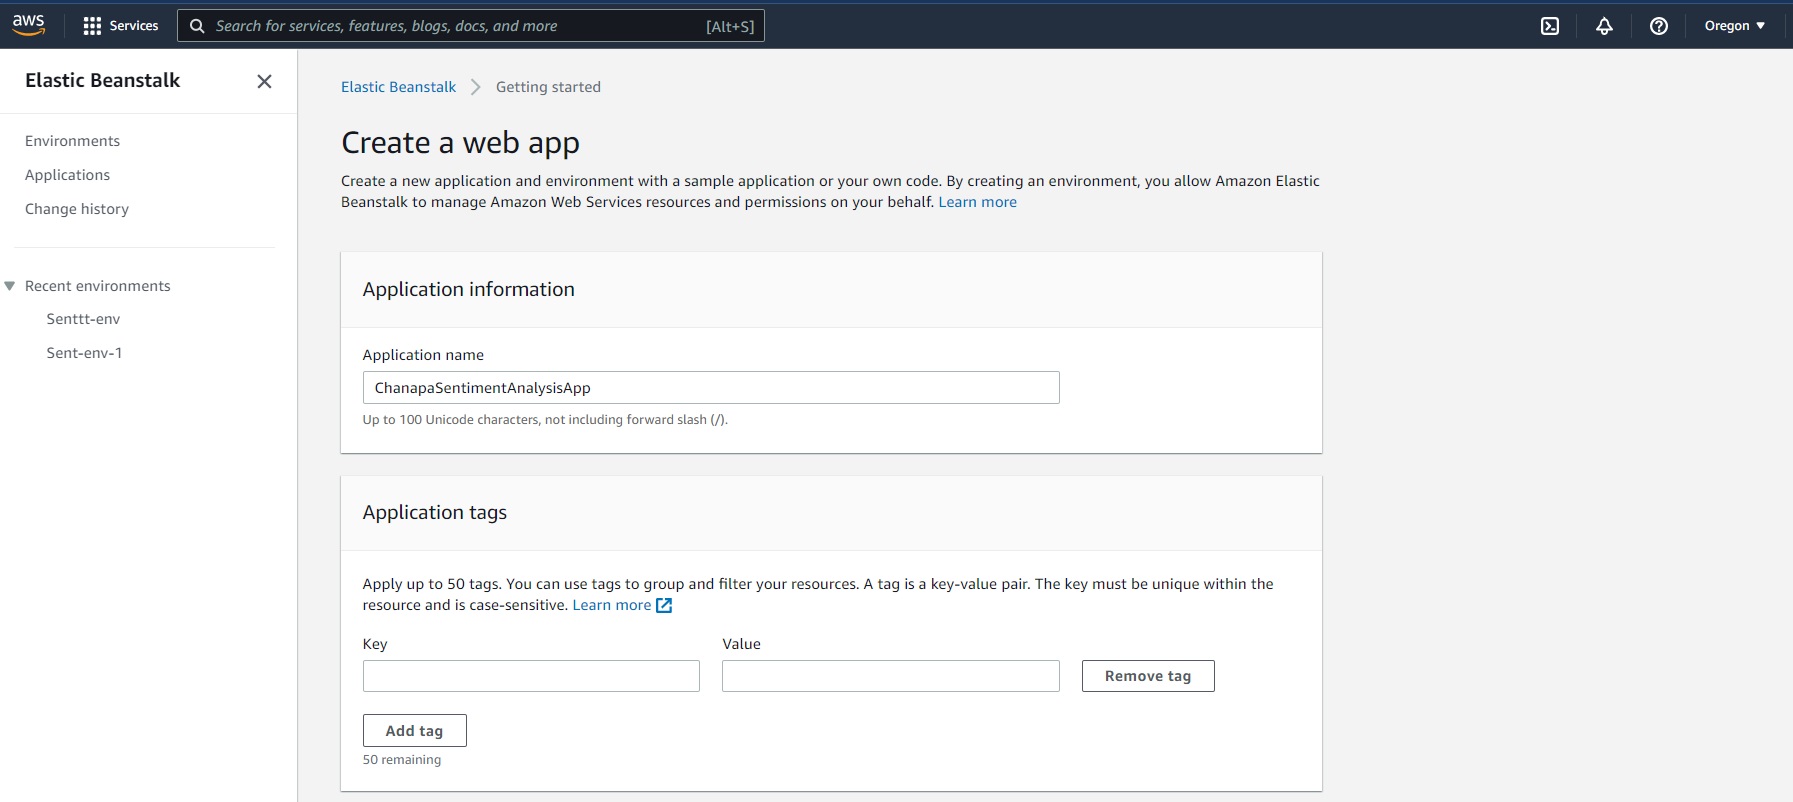 aws
Services
Search for services, features, blogs, docs, and more
[Alt+S]
Oregon
Elastic Beanstalk
Environments
Applications
Change history
Recent environments
Senttt-env
Sent-env-1
Elastic Beanstalk
Getting started
Create a web app
Create a new application and environment with a sample application or your own code. By creating an environment, you allow Amazon Elastic
Beanstalk to manage Amazon Web Services resources and permissions on your behalf. Learn more
Application information
Application name
ChanapaSentimentAnalysisApp
Up to 100 Unicode characters, not including forward slash (/).
Application tags
Apply up to 50 tags. You can use tags to group and filter your resources. A tag is a key-value pair. The key must be unique within the
resource and is case-sensitive. Learn more
Key
Value
Remove tag
Add tag
50 remaining